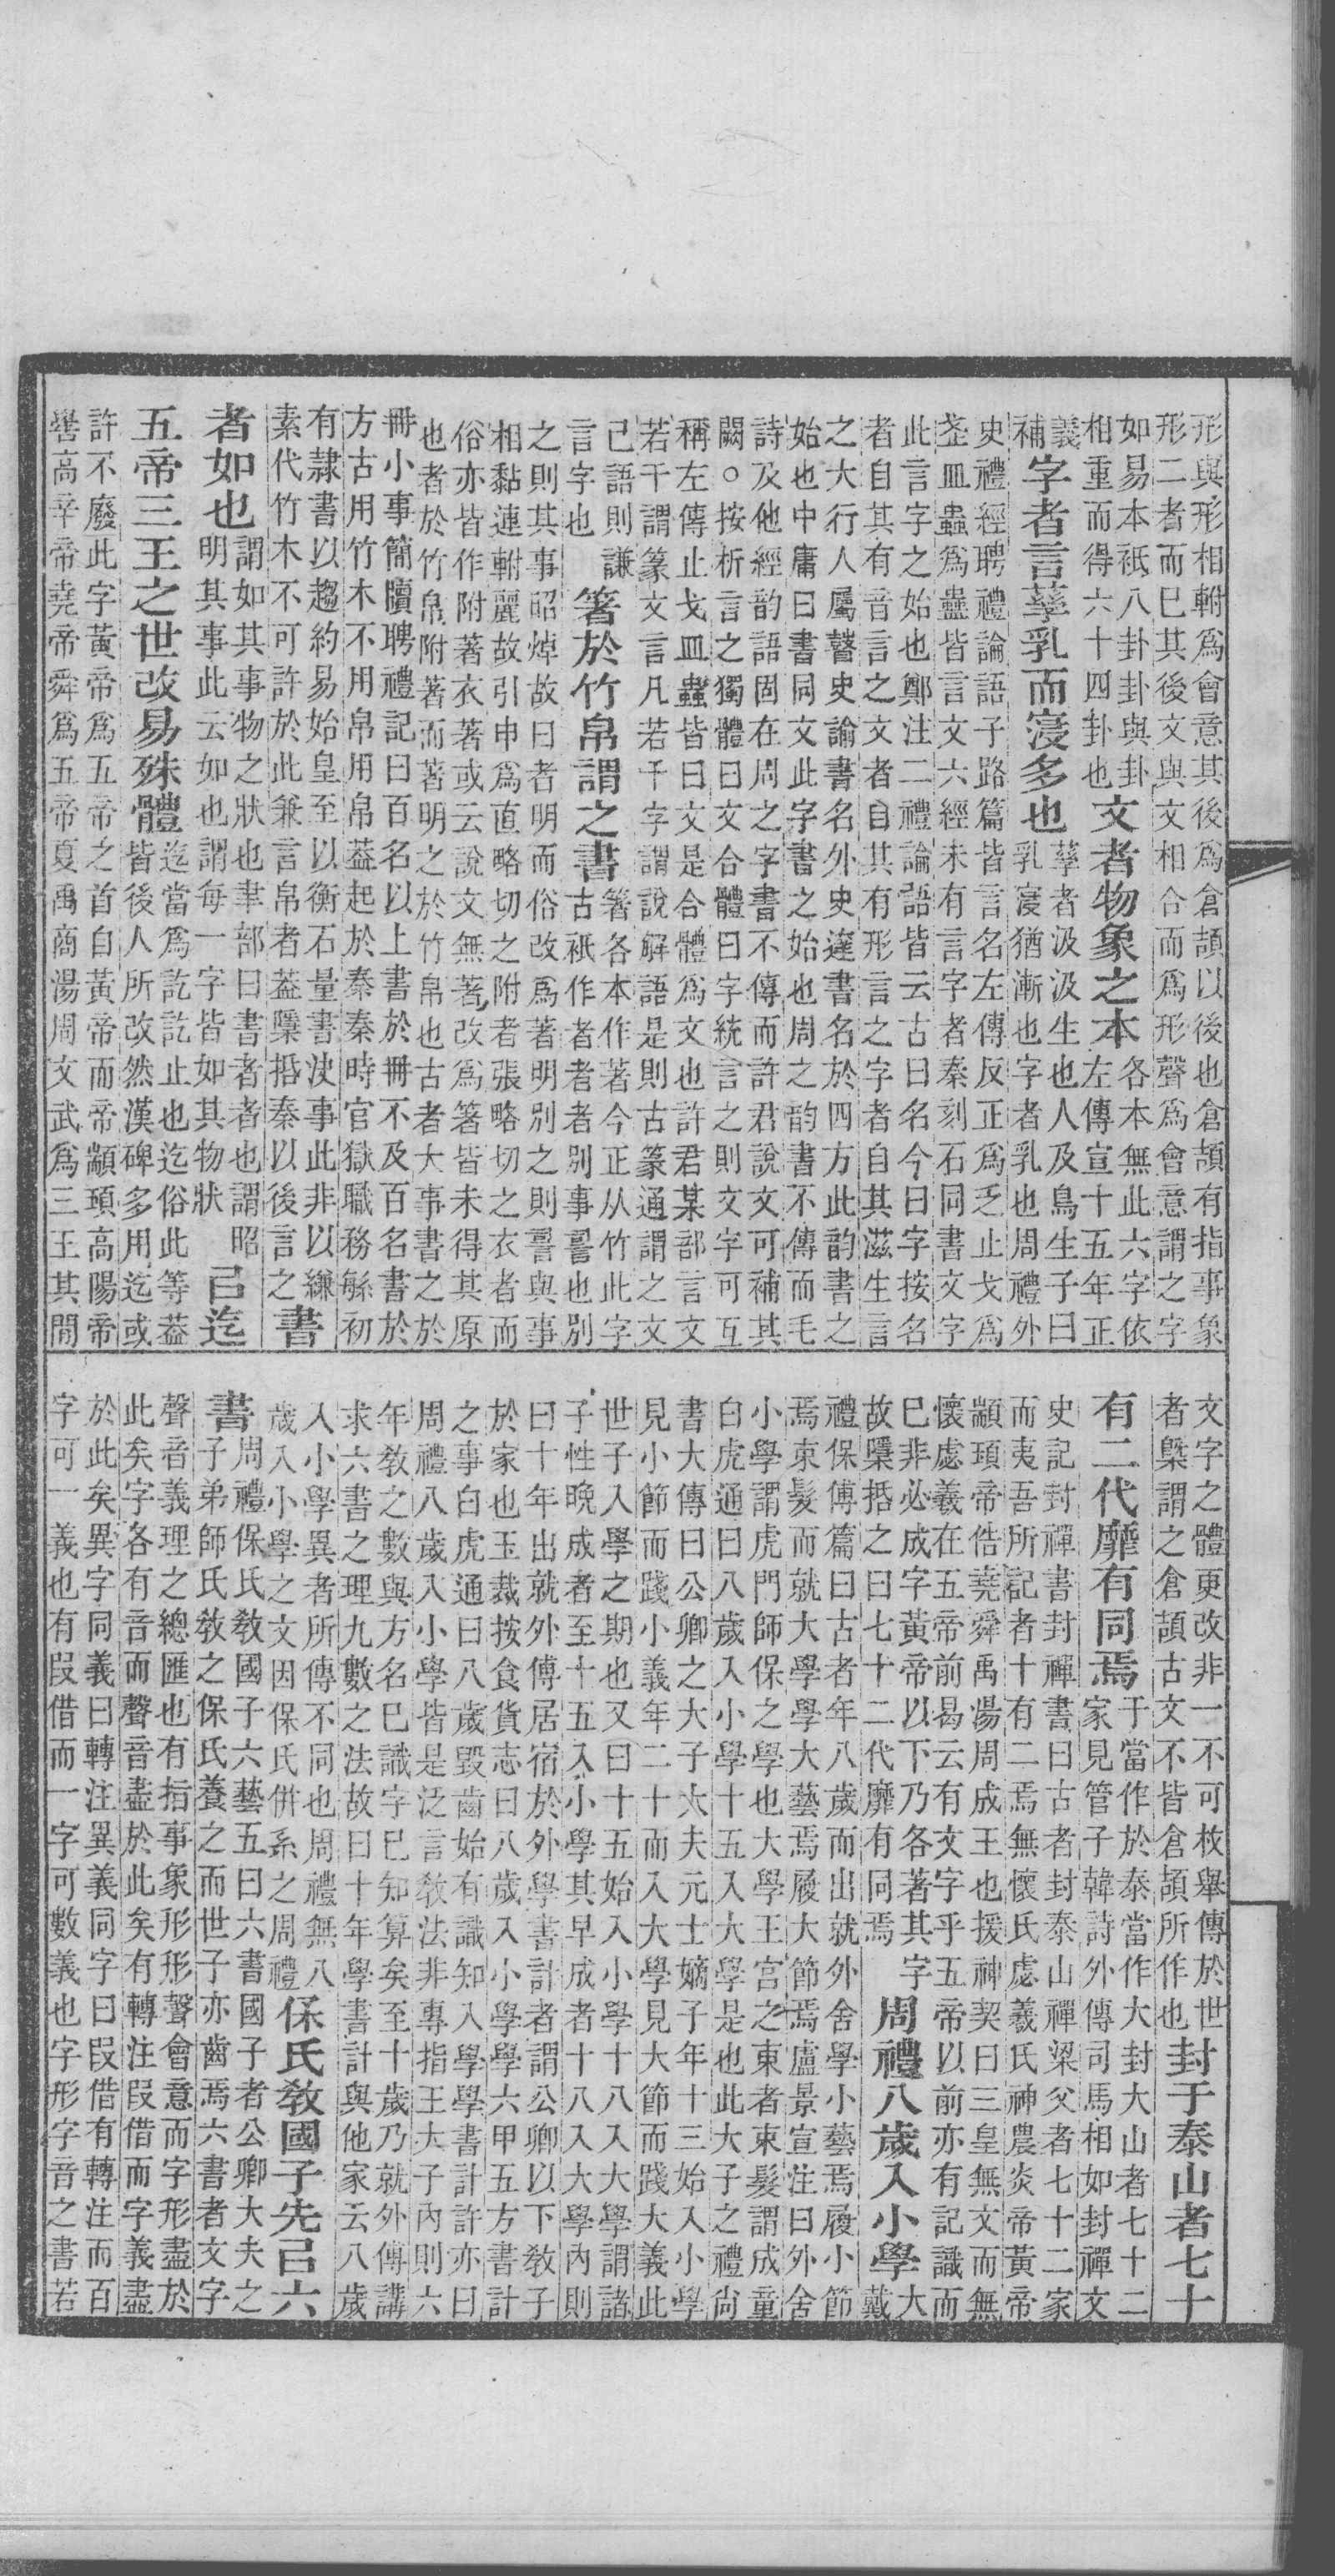 形與形相軵爲會意其後爲倉頡以後也倉頡有指事象
形二者而已其後文與文相合而爲形聲爲會意謂之字
如易本祇八卦卦與卦
相重而得六十四卦也
文者物象之本
各本無此六字依
左傳宣十五年正
義
補
字者言孳乳而寖多也
孳者汲汲生也人及鳥生子曰
乳寖猶漸也字者乳也周禮外
史禮經聘禮論語子路篇皆言名左傳反正爲乏止戈爲
皿蟲爲蠱皆言文六經未有言字者秦刻石同書文字
此言字之始也鄭注二禮論語皆云古曰名今曰字按名
者自其有音言之文者自其有形言之字者自其滋生言
之大行人屬瞽史諭書名外史達書名於四方此韵書之
始也中庸曰書同文此字書之始也周之韵書不傳而毛
詩及他經韵語固在周之字書不傳而許君說文可補其
闕○按析言之獨體曰文合體曰字統言之則文字可互
稱左傳止戈皿蟲皆曰文是合體爲文也許君某部言文
若干謂篆文言凡若干字謂說解語是則古篆通謂之文
己語則謙
言字也
箸於竹帛謂之書
箸各本作著今正从竹此字
古祇作者者者別事䛐也別
之則其事昭焯故曰者明而俗改爲著明別之則與事
相黏連軵麗故引申爲直略切之附者張略切之衣者而
俗亦皆作附著衣著或云說文無著改爲箸皆未得其原
也者於竹帛附著而著明之於竹帛也古者大事書之於
冊小事簡牘聘禮記曰百名以上書於冊不及百名書於
方古用竹木不用帛用帛葢起於秦秦時官獄職務緐初
有隸書以趨約易始皇至以衡石量書決事此非以縑
素代竹木不可許於此兼言帛者葢檃括秦以後言之
書
者如也
謂如其事物之狀也聿部曰書者者也謂昭
明其事此云如也謂每一字皆如其物狀
㠯迄
五帝三王之世改易殊體
迄當爲訖訖止也迄俗此等葢
皆後人所改然漢碑多用迄或
許不廢此字黃帝爲五帝之首自黃帝而帝顓頊高陽帝
嚳高辛帝堯帝舜爲五帝夏禹商湯周文武爲三王其閒
文字之體更改非一不可枚舉傳於世
者槩謂之倉頡古文不皆倉頡所作也
封于泰山者七十
有二代靡有同焉
于當作於泰當作大封大山者七十二
家見管子韓詩外傳司馬相如封禪文
史記封禪書封禪書曰古者封泰山禪梁父者七十二家
而夷吾所記者十有二焉無懷氏虙羲氏神農炎帝黃帝
顓頊帝俈堯舜禹湯周成王也援神契曰三皇無文而無
懷處羲在五帝前曷云有文字乎五帝以前亦有記識而
已非必成字黃帝以下乃各著其字
故檃括之曰七十二代靡有同焉
周禮八歲入小學
大
戴
禮保傅篇曰古者年八歲而出就外舍學小藝焉履小節
焉束髮而就大學學大藝焉履大節焉盧景宣注曰外舍
小學謂虎門師保之學也大學王宮之東者束髮謂成童
白虎通曰八歲入小學十五入大學是也此大子之禮尙
書大傳曰公卿之大子大夫元士嫡子年十三始入小學
見小節而踐小義年二十而入大學見大節而踐大義此
世子入學之期也又曰十五始入小學十八入大學謂諸
子性晚成者至十五入小學其早成者十八入大學內則
曰十年出就外傅居宿於外學書計者謂公卿以下敎子
於家也玉裁按食貨志曰八歲入小學學六甲五方書計
之事白虎通曰八歲毀齒始有識知入學學書計許亦曰
周禮八歲入小學皆是泛言敎法非專指王大子內則六
年敎之數與方名已識字已知算矣至十歲乃就外傅講
求六書之理九數之法故曰十年學書計與他家云八歲
入小學異者所傳不同也周禮無八
歲入小學之文因保氏併系之周禮
保氏敎國子先㠯六
書
周禮保氏敎國子六藝五曰六書國子者公卿大夫之
子弟師氏敎之保氏養之而世子亦齒焉六書者文字
聲音義理之總匯也有指事象形形聲會意而字形盡於
此矣字各有音而聲音盡於此矣有轉注叚借而字義盡
於此矣異字同義曰轉注異義同字曰叚借有轉注而百
字可一義也有叚借而一字可數義也字形字音之書若